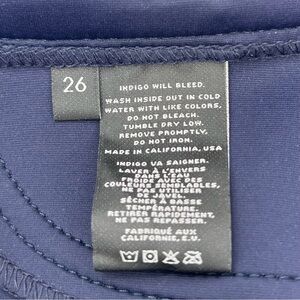 26
INDIGO WILL BLEED.
WASH INSIDE OUT IN COLD
WATER WITH LIKE COLORS.
DO NOT BLEACH.
TUMBLE DRY LOW.
REMOVE PROMPTLY.
DO NOT IRON.
MADE IN CALIFORNIA, USA
INDIGO VA SAIGNER.
LAVER À L'ENVERS
DANS L'EAU
FROIDE AVEC DES
COULEURS SEMBLABLES.
NE PAS UTILISER
DE JAVEL.
SÉCHER À BASSE
TEMPÉRATURE.
RETIRER RAPIDEMENT.
NE PAS REPASSER.
FABRIQUÉ AUX
CALIFORNIE, E.U.